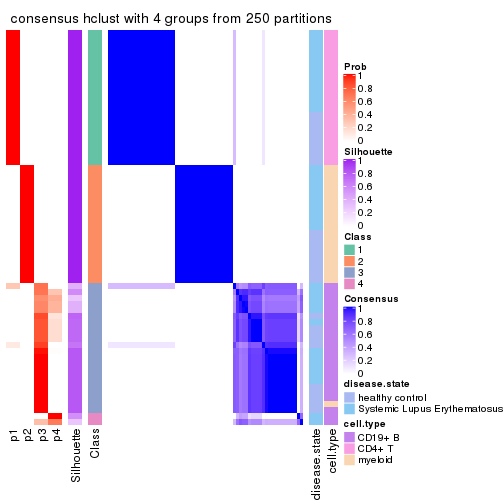 consensus hclust with 4 groups from 250 partitions
Prob
1
0.8
0.6
0.4
0.2
0
Silhouette
1
0.8
0.6
0.4
0.2
0
Class
1
2
3
4
Consensus
1
0.8
0.6
0.4
0.2
0
disease.state
healthy control
Systemic Lupus Erythematosus
cell.type
CD19+ B
CD4+ T
myeloid
p1
p2
p3
p4
Silhouette
Class
disease.state
cell.type